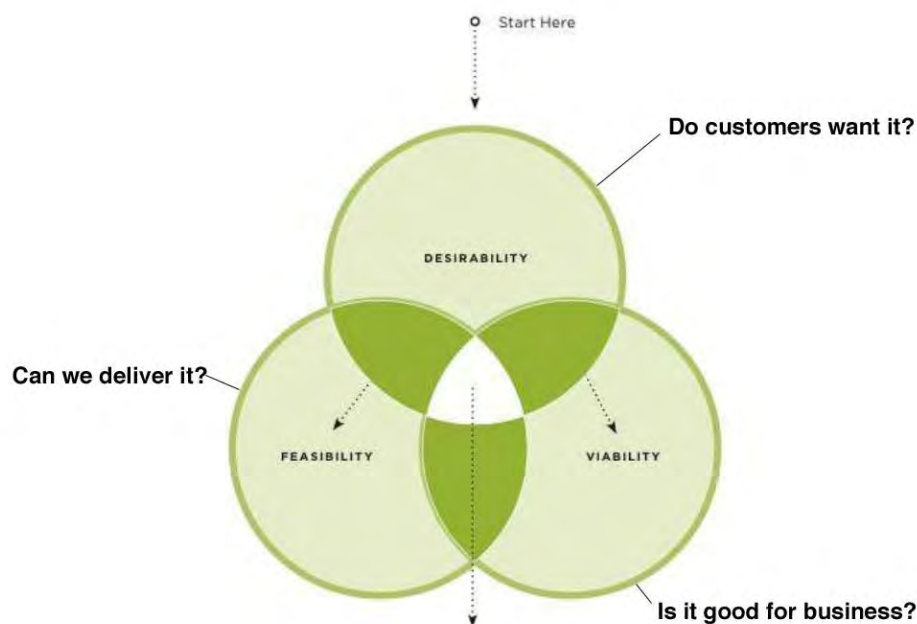 Start Here
Do customers want it?
DESIRABILITY
Can we deliver it?
FEASIBILITY
VIABILITY
Is it good for business?